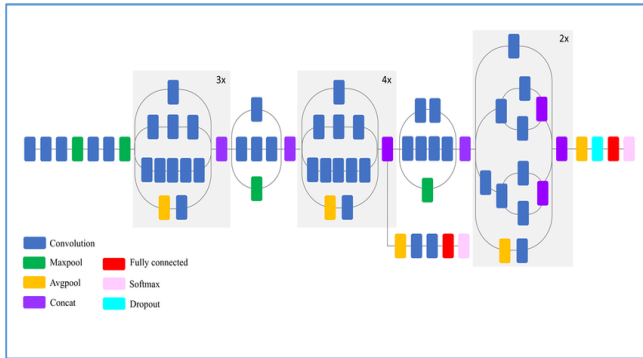 3x
4x
2x
Convolution
Maxpool
Avgpool
Concat
Fully connected
Softmax
Dropout